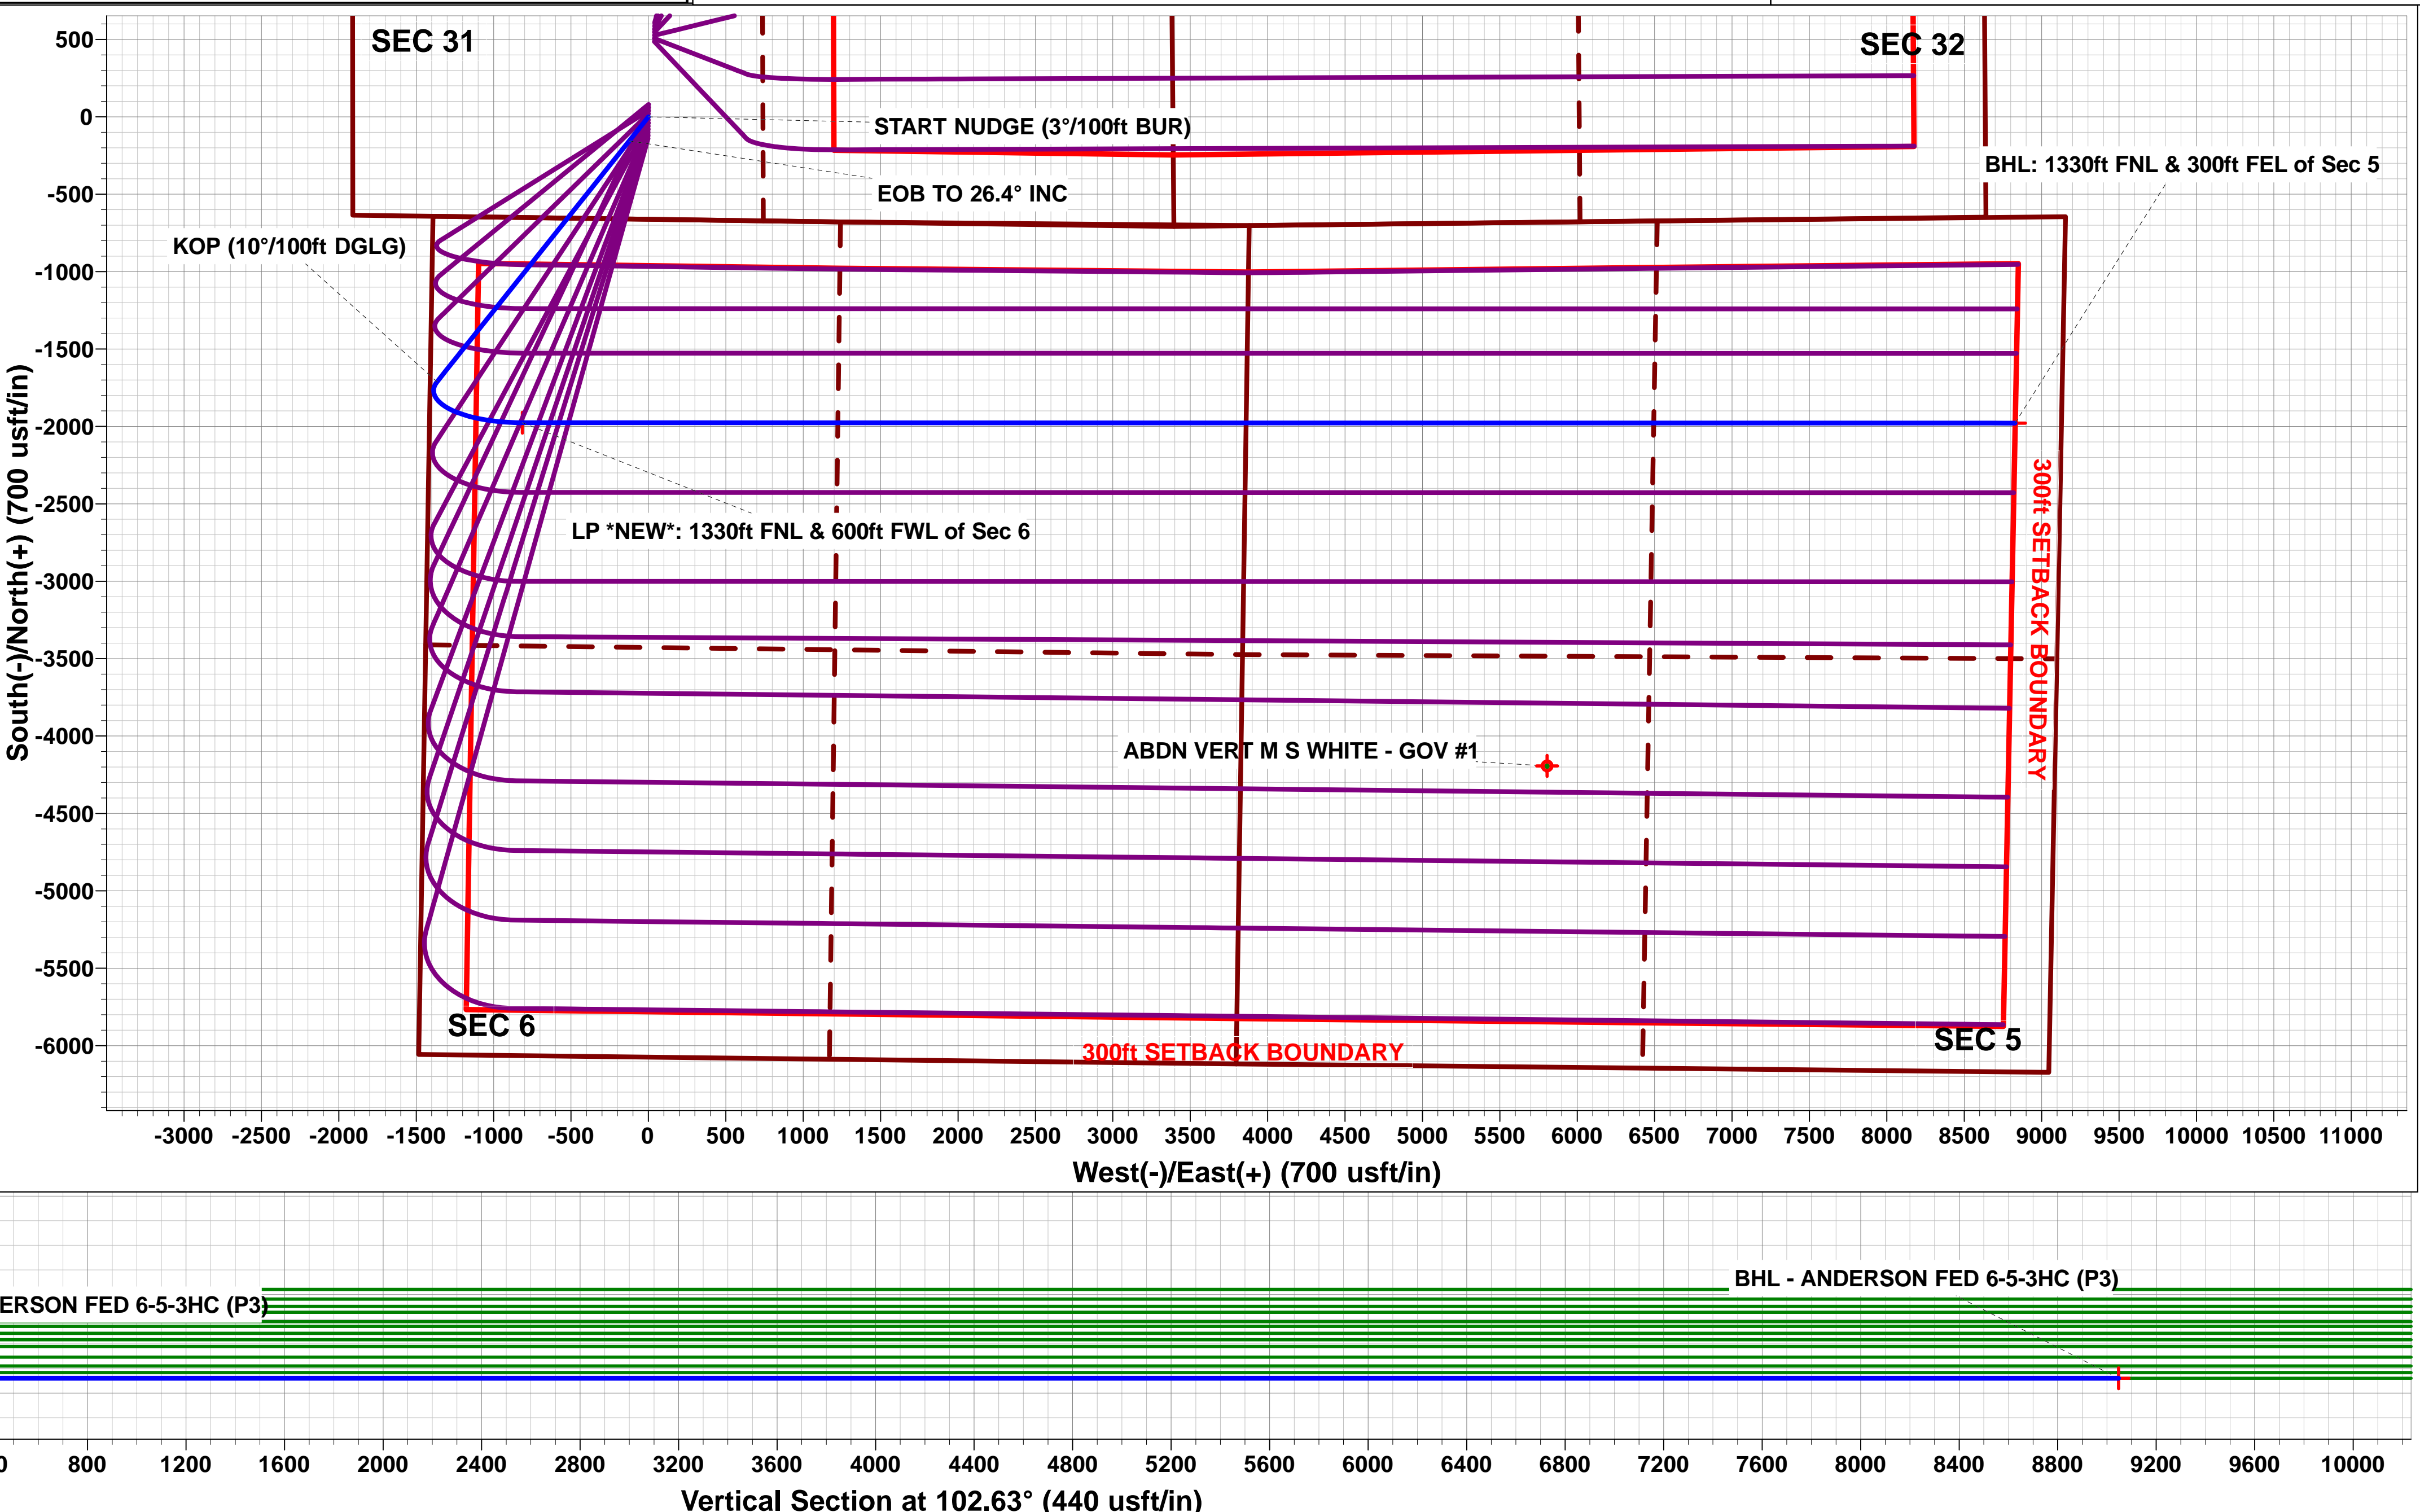 SEC 31
SEC 32
500
0
-500
-1000
-1500
-2000
-2500
-3000
-3500
-4000
-4500
-5000
-5500
-6000
South(-)/North(+) (700 usft/in)
START NUDGE (3°/100ft BUR)
EOB TO 26.4° INC
BHL: 1330ft FNL & 300ft FEL of Sec 5
KOP (10°/100ft DGLG)
LP *NEW*: 1330ft FNL & 600ft FWL of Sec 6
300ft SETBACK BOUNDARY
ABDN VERT M S WHITE - GOV #1
SEC 6
SEC 5
300ft SETBACK BOUNDARY
-3000 -2500 -2000 -1500 -1000 -500 0 500 1000 1500 2000 2500 3000 3500 4000 4500 5000 5500 6000 6500 7000 7500 8000 8500 9000 9500 10000 10500 11000
West(-)/East(+) (700 usft/in)
BHL - ANDERSON FED 6-5-3HC (P3)
ERSON FED 6-5-3HC (P3)
0 800 1200 1600 2000 2400 2800 3200 3600 4000 4400 4800 5200 5600 6000 6400 6800 7200 7600 8000 8400 8800 9200 9600 10000
Vertical Section at 102.63° (440 usft/in)